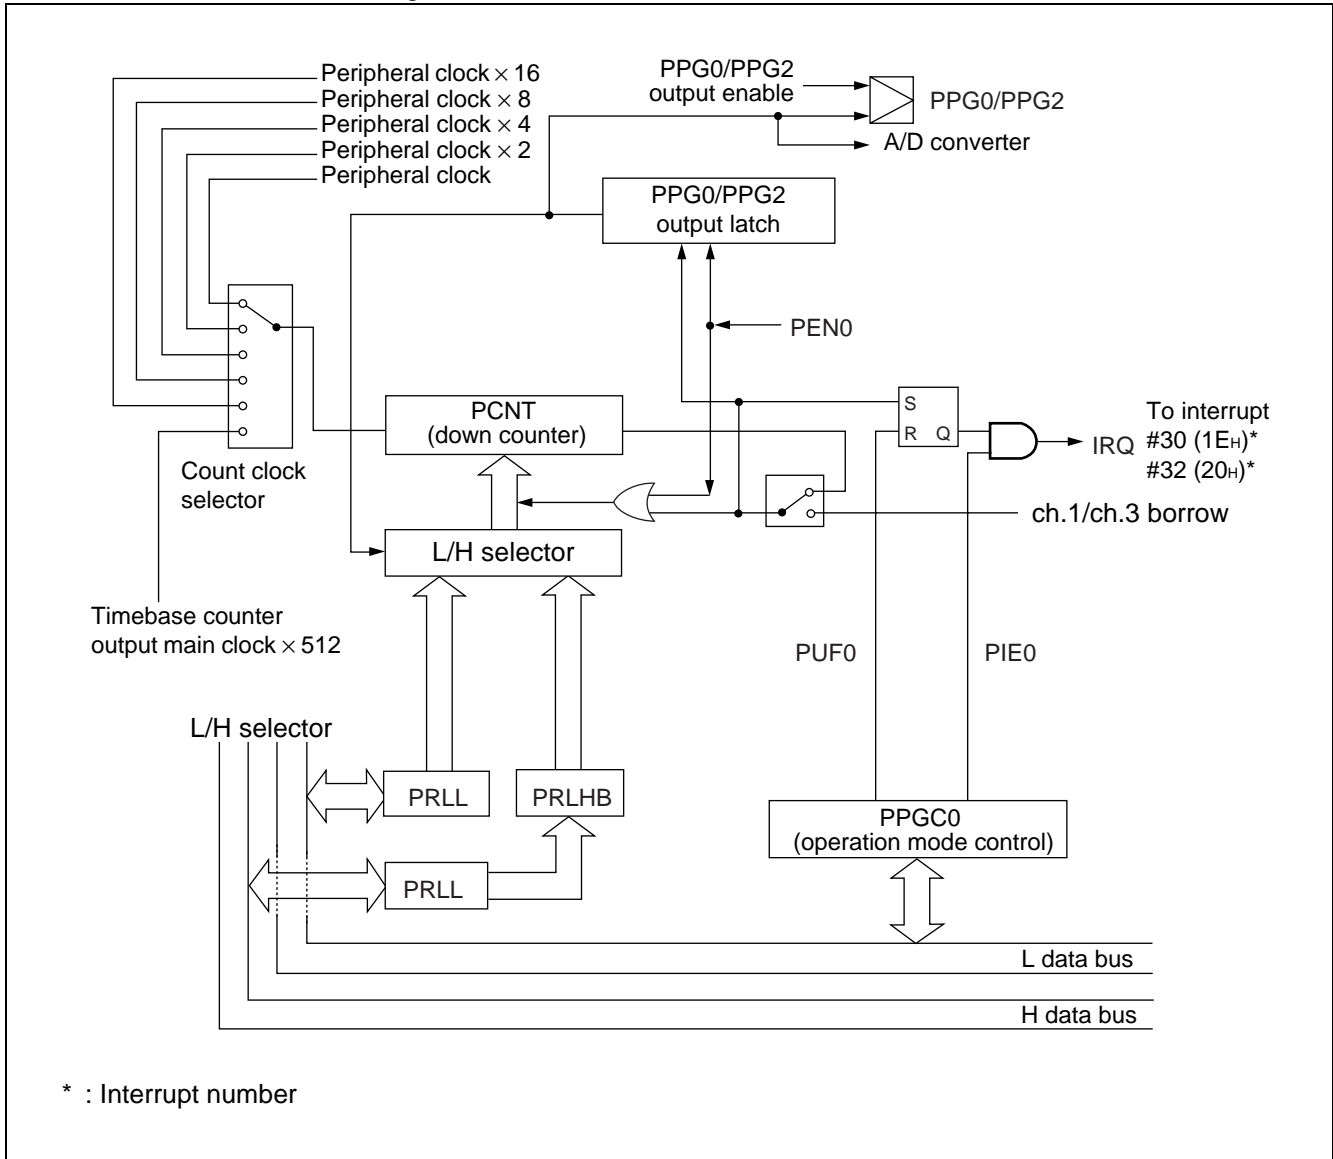 Peripheral clock × 16
Peripheral clock × 8
Peripheral clock × 4
Peripheral clock × 2
Peripheral clock
PPG0/PPG2
output enable
PPG0/PPG2
A/D converter
PPG0/PPG2
output latch
PEN0
PCNT
(down counter)
S
R Q
IRQ
To interrupt
#30 (1EH)*
#32 (20H)*
Count clock
selector
ch.1/ch.3 borrow
L/H selector
Timebase counter
output main clock × 512
PUF0
PIE0
L/H selector
PRLL
PRLHB
PPGC0
(operation mode control)
PRLL
L data bus
H data bus
* : Interrupt number